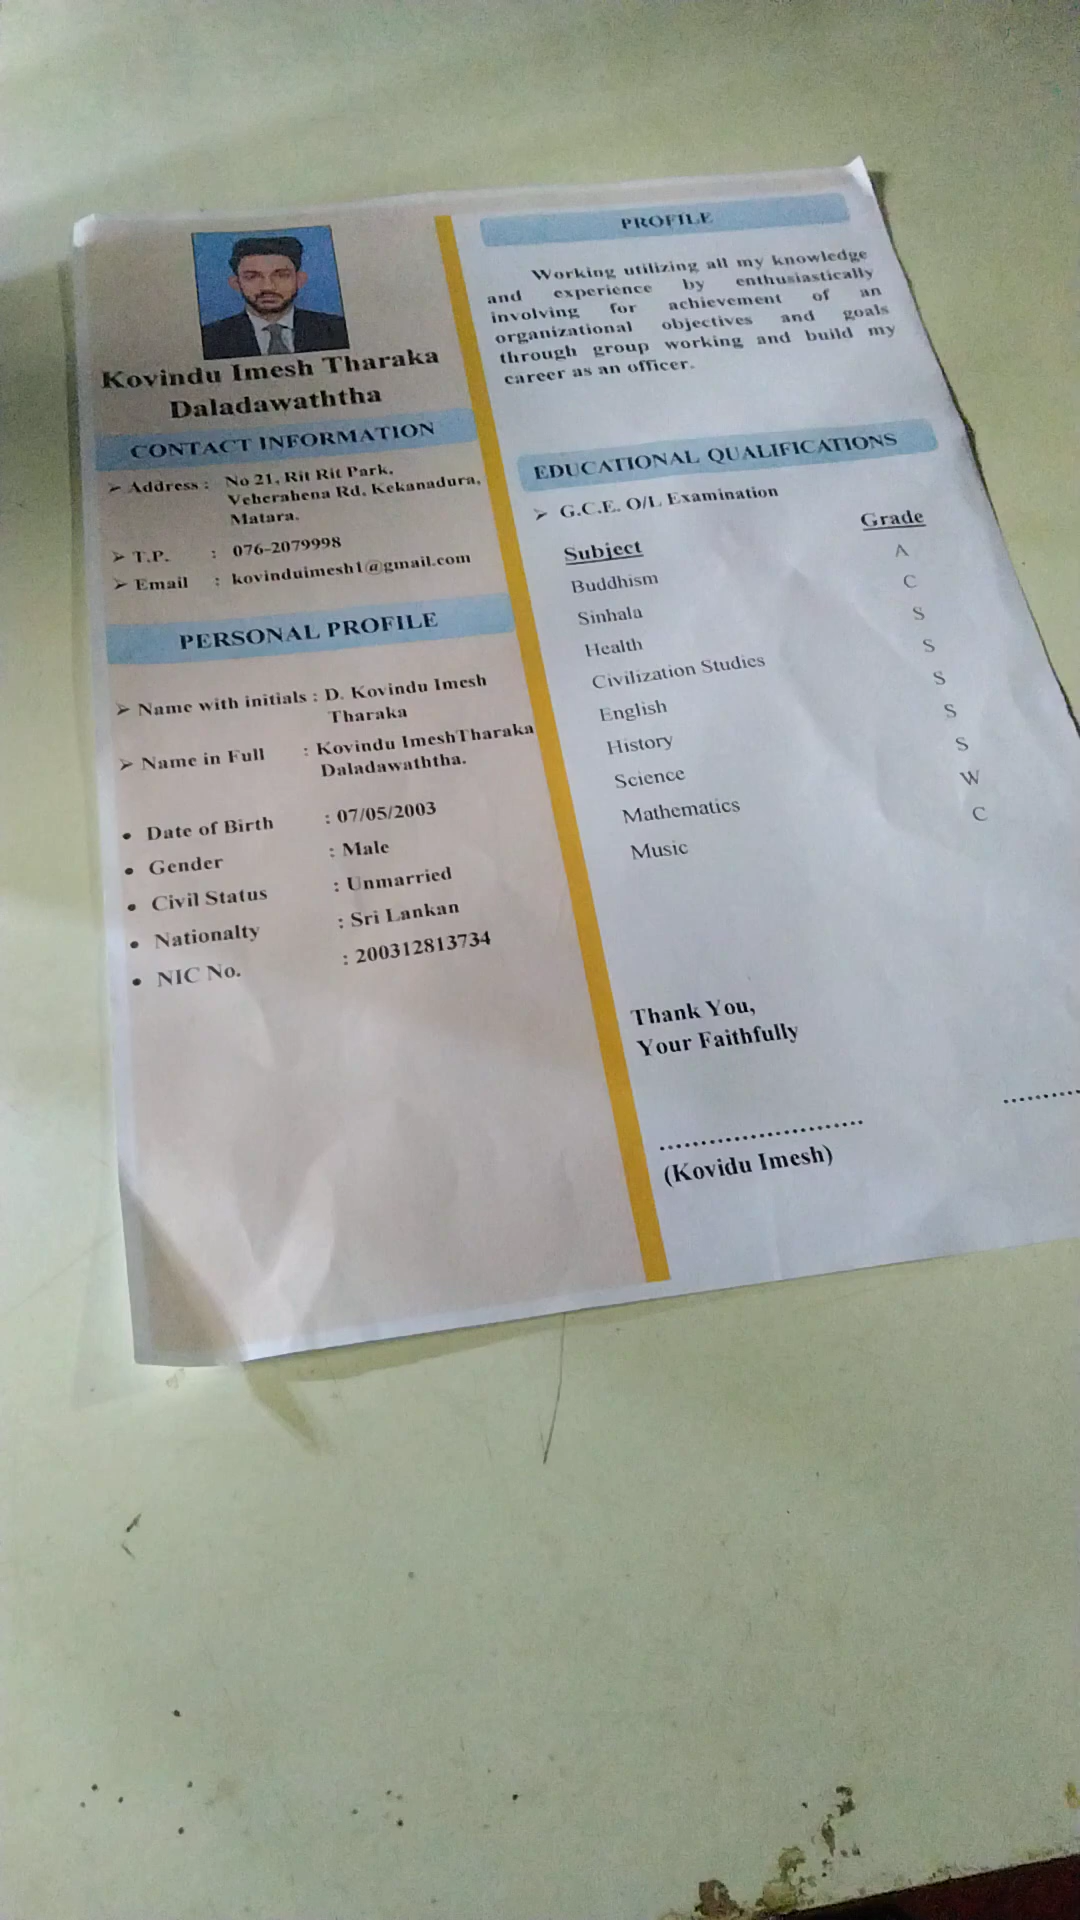 Kovindu Imesh Tharaka
Daladawaththa
CONTACT INFORMATION
➢ Address : No 21, Rit Rit Park,
Veherahena Rd, Kekanadura,
Matara.
➢ T.P. : 076-2079998
➢ Email : kovinduimesh1@gmail.com
PERSONAL PROFILE
➢ Name with initials : D. Kovindu Imesh
Tharaka
➢ Name in Full : Kovindu ImeshTharaka
Daladawaththa.
• Date of Birth : 07/05/2003
• Gender : Male
• Civil Status : Unmarried
• Nationalty : Sri Lankan
• NIC No. : 200312813734
PROFILE
Working utilizing all my knowledge
and experience by enthusiastically
involving for achievement of an
organizational objectives and goals
through group working and build my
career as an officer.
EDUCATIONAL QUALIFICATIONS
➢ G.C.E. O/L Examination
Subject Grade
Buddhism A
Sinhala C
Health S
Civilization Studies S
English S
History S
Science S
Mathematics W
Music C
Thank You,
Your Faithfully
..........................
(Kovidu Imesh)